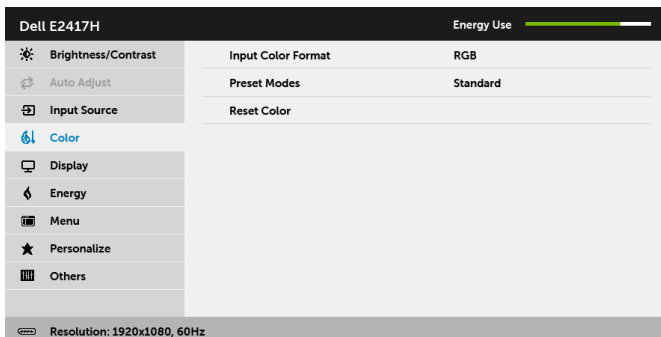 Dell E2417H Energy Use
Brightness/Contrast Input Color Format RGB
Auto Adjust Preset Modes Standard
Input Source Reset Color
Color
Display
Energy
Menu
Personalize
Others
Resolution: 1920x1080, 60Hz